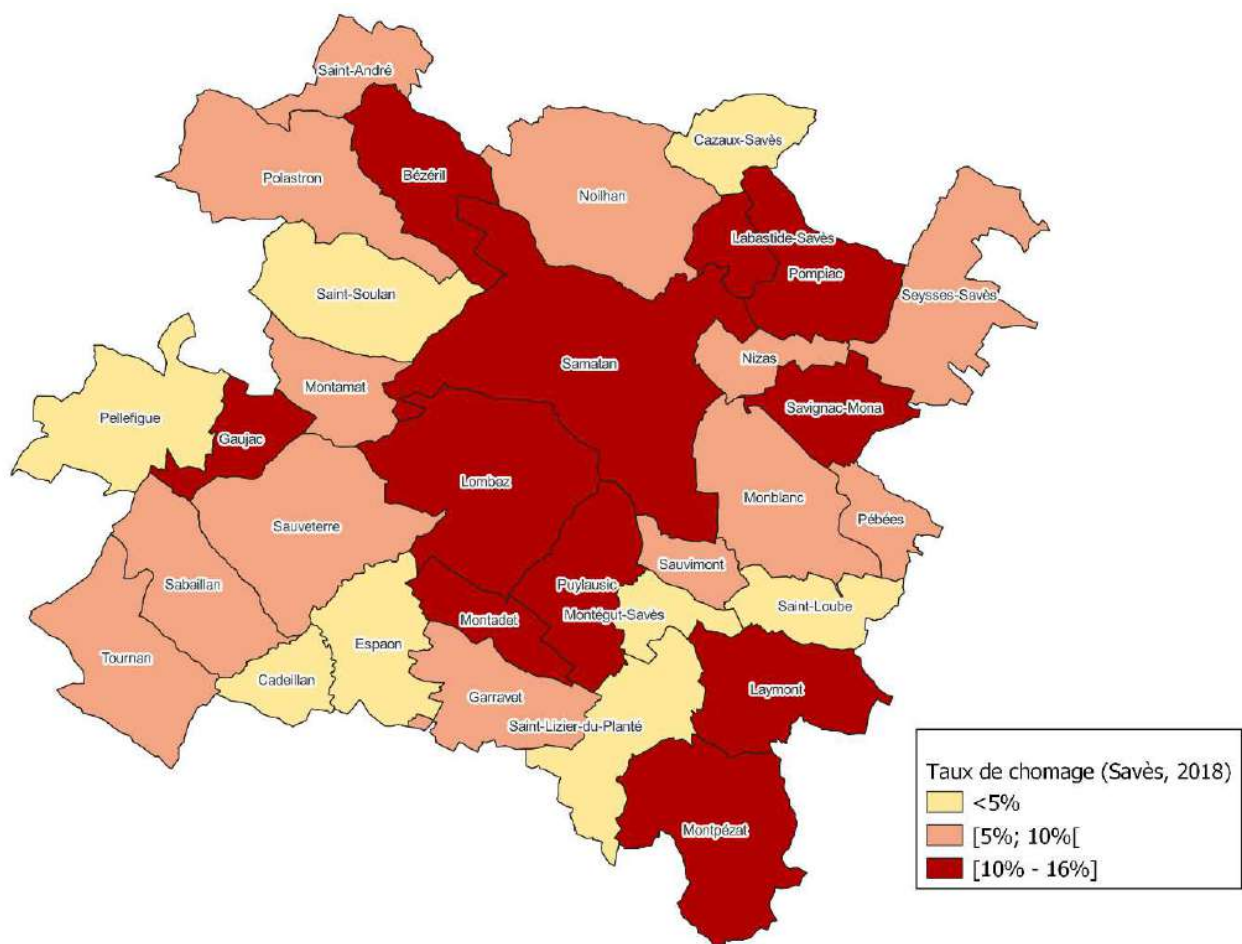 Saint-André
Cazaux-Savès
Polastron
Bézéril
Noilhan
Labastide-Savès
Pompiac
Saint-Soulan
Seysses-Savès
Nizas
Samatan
Montamat
Savignac-Mona
Pellefigue
Gaujac
Lombez
Monblanc
Pébées
Sauveterre
Sauvimont
Sabaillan
Puylausic
Saint-Loube
Montégut-Savès
Montadet
Espaon
Tournan
Cadeillan
Laymont
Garravet
Saint-Lizier-du-Planté
Montpézat
Taux de chomage (Savès, 2018)
<5%
[5%; 10%[
[10% - 16%]